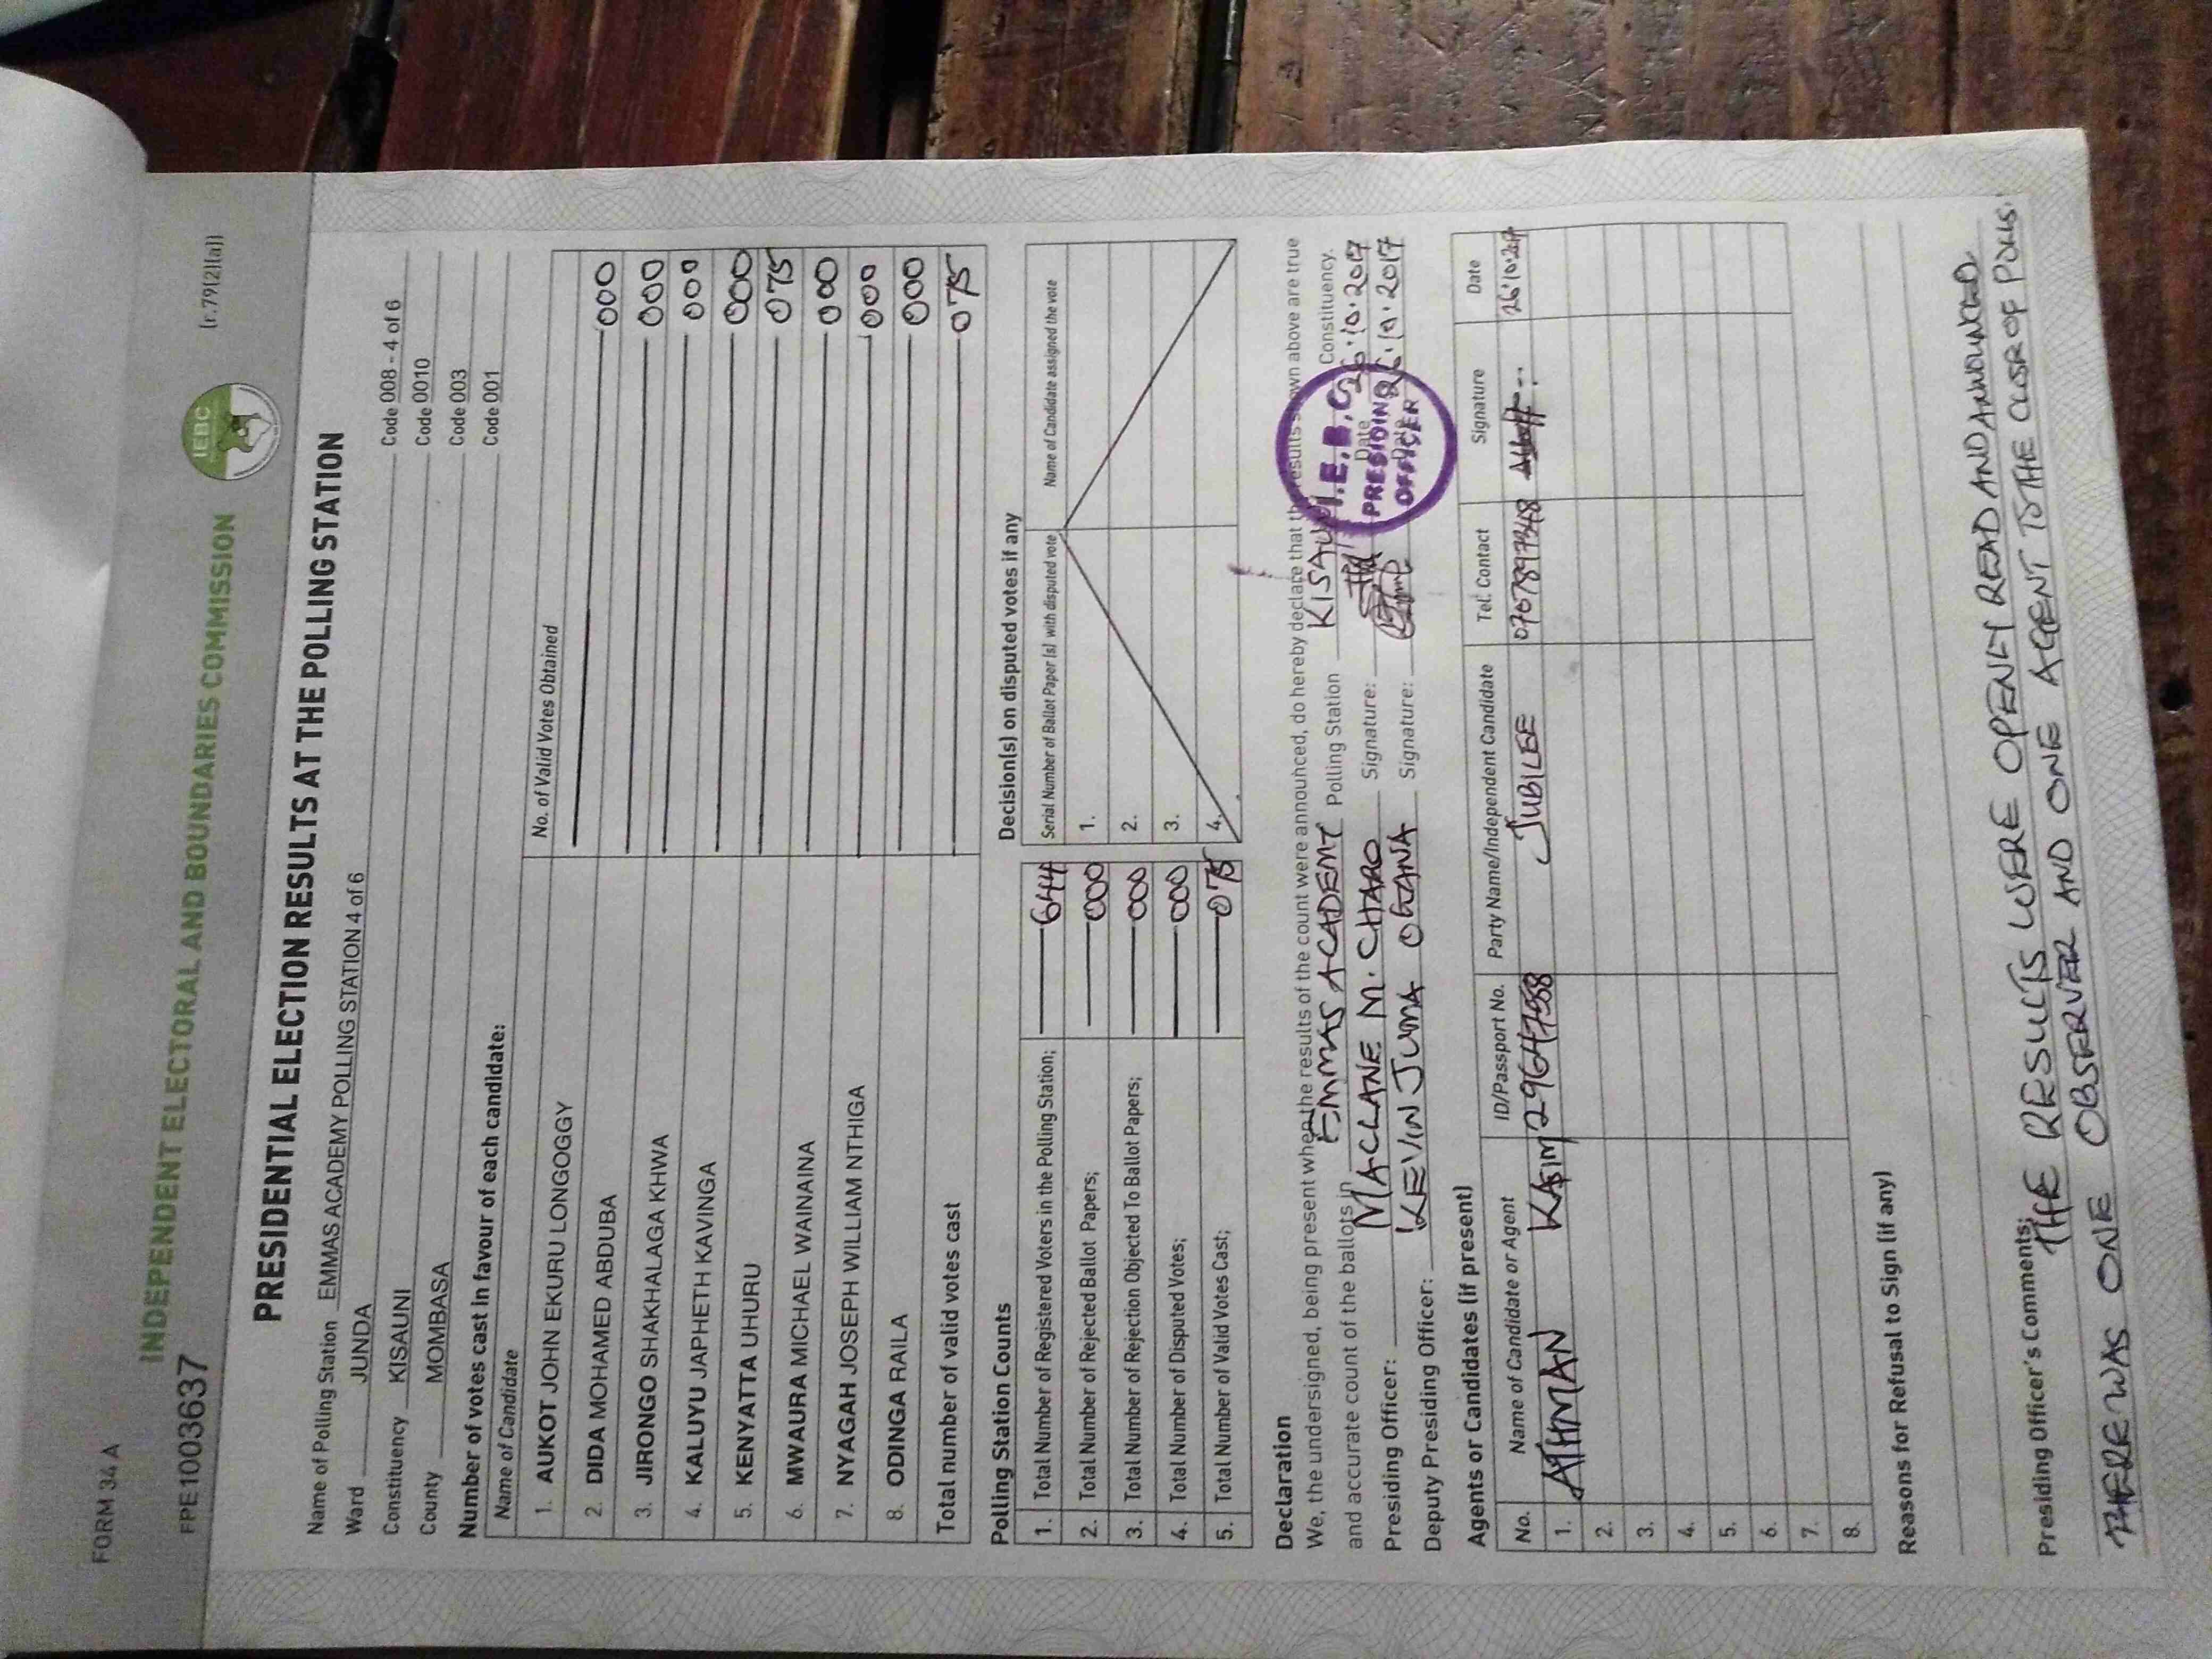 FORM 34 A
INDEPENDENT ELECTORAL AND BOUNDARIES COMMISSION
IEBC
FPE1003637 (r.79(2)(a))
PRESIDENTIAL ELECTION RESULTS AT THE POLLING STATION
Name of Polling Station EMMAS ACADEMY POLLING STATION 4 of 6 Code 008 - 4 of 6
Ward JUNDA Code 0010
Constituency KISAUNI Code 003
County MOMBASA Code 001
Number of votes cast in favour of each candidate:
Name of Candidate No. of Valid Votes Obtained
1. AUKOT JOHN EKURU LONGOGGY 000
2. DIDA MOHAMED ABDUBA 000
3. JIRONGO SHAKHALAGA KHWA 000
4. KALUYU JAPHETH KAVINGA 000
5. KENYATTA UHURU 075
6. MWAURA MICHAEL WAINAINA 000
7. NYAGAH JOSEPH WILLIAM NTHIGA 000
8. ODINGA RAILA 000
Total number of valid votes cast 075
Polling Station Counts Decision(s) on disputed votes if any
Serial Number of Ballot Paper (s) with disputed vote Name of Candidate assigned the vote
1. Total Number of Registered Voters in the Polling Station; 644 1.
2. Total Number of Rejected Ballot Papers; 000 2.
3. Total Number of Rejection Objected To Ballot Papers; 000 3.
4. Total Number of Disputed Votes; 000 4.
5. Total Number of Valid Votes Cast; 075
Declaration
We, the undersigned, being present when the results of the count were announced, do hereby declare that the results shown above are true
and accurate count of the ballots in EMMAS ACADEMY Polling Station KISAUNI Constituency.
Presiding Officer: MACCLANE M. CHARO Signature: Date 26.10.2017
Deputy Presiding Officer: KEVIN JUMA OGANA Signature: Date 26.10.2017
I.E.B.C
PRESIDING
OFFICER
Agents or Candidates (if present)
No. Name of Candidate or Agent ID/Passport No. Party Name/Independent Candidate Tel. Contact Signature Date
1. ATHMAN KASIM 29647558 JUBILEE 0707897348 26.10.2017
2.
3.
4.
5.
6.
7.
8.
Reasons for Refusal to Sign (if any)
Presiding Officer's Comments; THE RESULTS WERE OPENLY READ AND ANNOUNCED.
THERE WAS ONE OBSERVER AND ONE AGENT TO THE CLOSE OF POLLS.